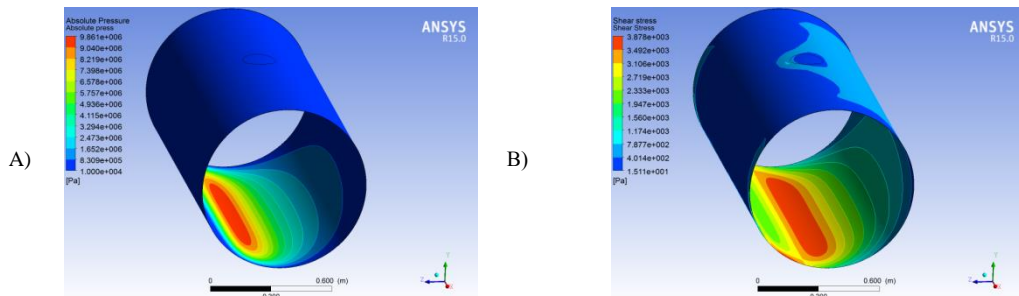 A)
Absolute Pressure
Absolute press
9.861e+006
9.040e+006
8.219e+006
7.398e+006
6.578e+006
5.757e+006
4.936e+006
4.115e+006
3.294e+006
2.473e+006
1.652e+006
8.309e+005
1.000e+004
[Pa]
ANSYS
R15.0
0 0.600 (m)
0.300
Y
Z
X
B)
Shear stress
Shear Stress
3.878e+003
3.492e+003
3.106e+003
2.719e+003
2.333e+003
1.947e+003
1.560e+003
1.174e+003
7.877e+002
4.014e+002
1.511e+001
[Pa]
ANSYS
R15.0
0 0.600 (m)
0.300
Y
Z
X